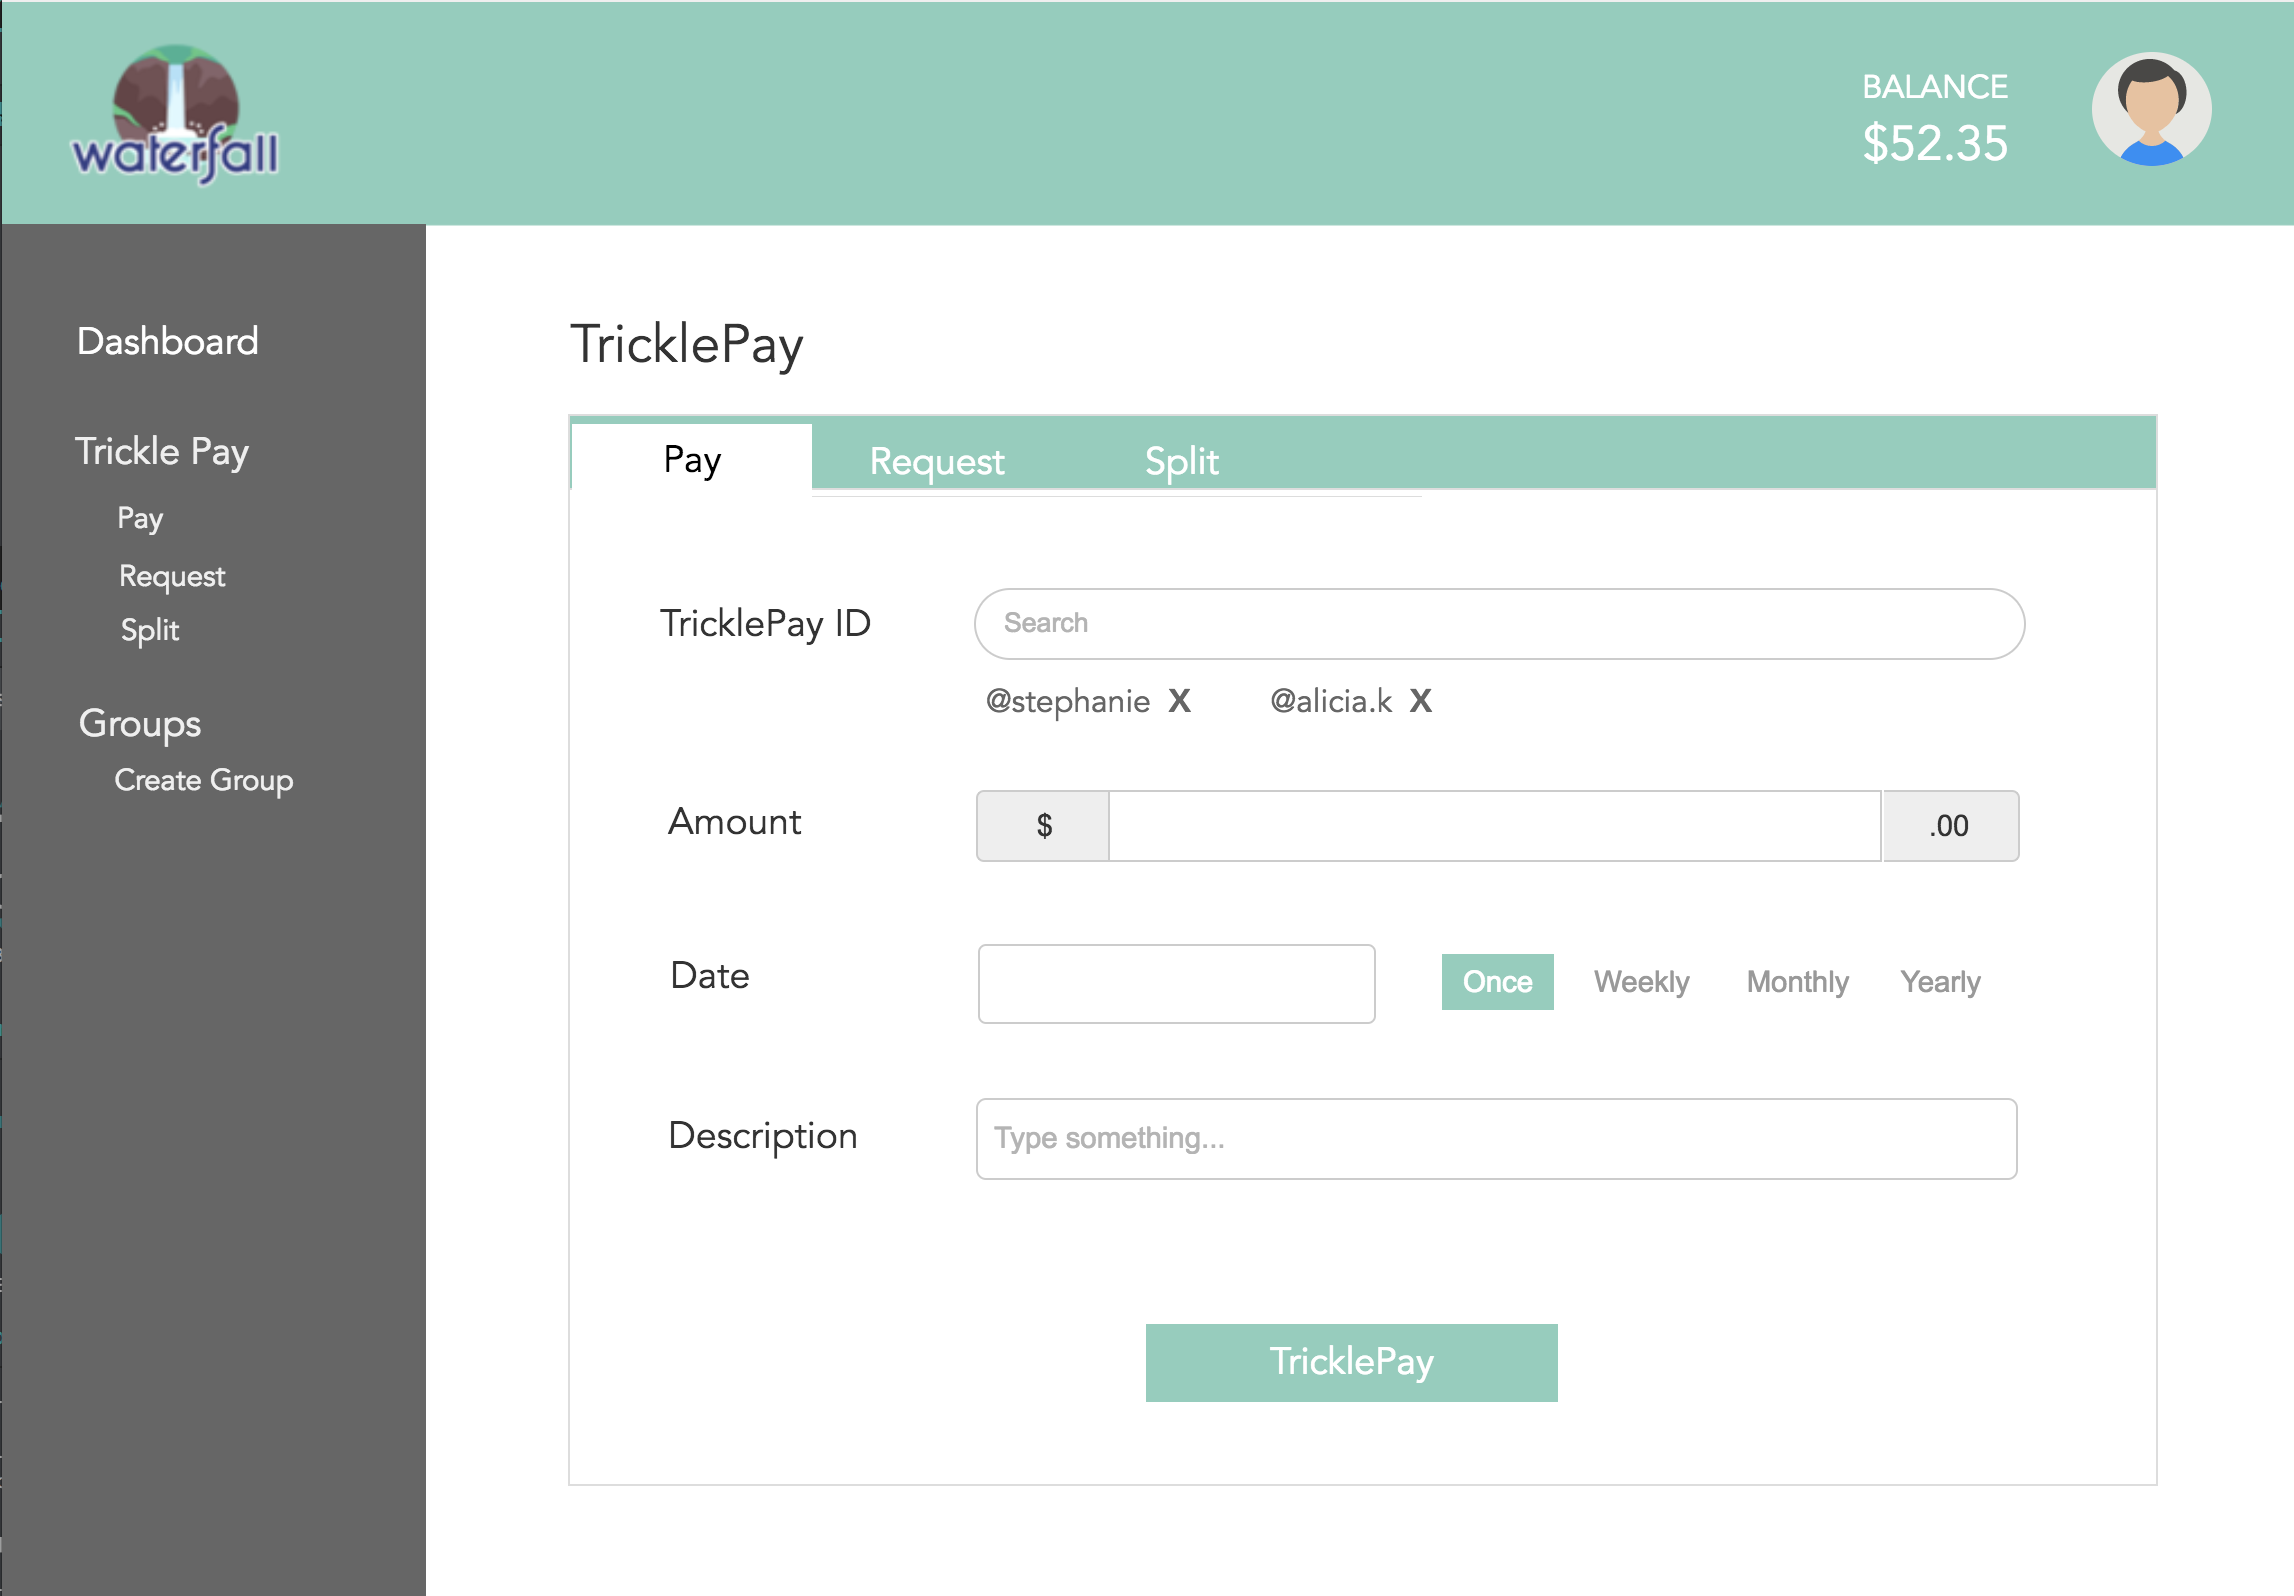 waterfall
BALANCE
$52.35
Dashboard
Trickle Pay
Pay
Request
Split
Groups
Create Group
TricklePay
Pay Request Split
TricklePay ID Search
@stephanie X @alicia.k X
Amount $ .00
Date Once Weekly Monthly Yearly
Description Type something...
TricklePay